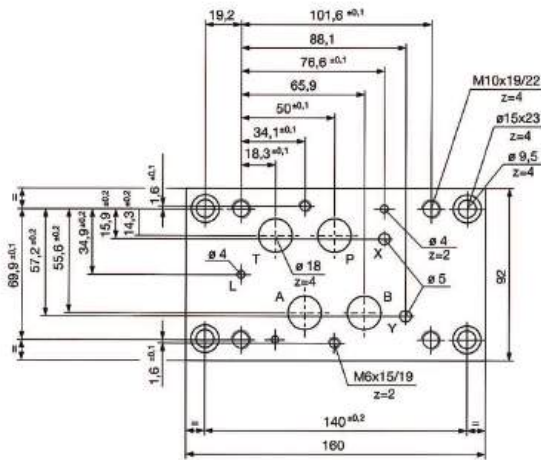 19,2
101,6 ±0,1
88,1
76,6 ±0,1
65,9
50 ±0,1
34,1 ±0,1
18,3 ±0,1
M10x19/22
z=4
ø15x23
z=4
ø 9,5
z=4
=
1,6 ±0,1
14,3 ±0,2
15,9 ±0,2
34,9 ±0,2
55,6 ±0,2
57,2 ±0,2
69,9 ±0,1
=
T
P
X
ø 4
z=2
ø 4
L
ø 18
z=4
ø 5
A
B
Y
92
1,6 ±0,1
M6x15/19
z=2
=
140 ±0,2
=
160